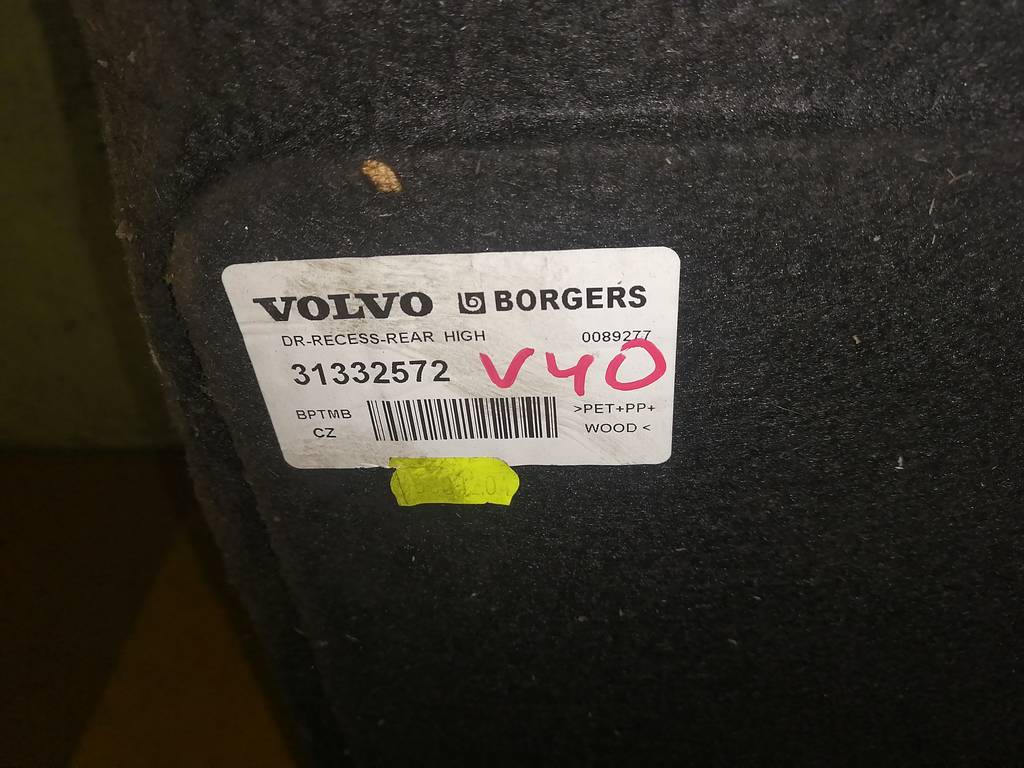 VOLVO BORGERS
DR-RECESS-REAR HIGH 0089277
31332572 V40
BPTMB >PET+PP+
CZ WOOD <